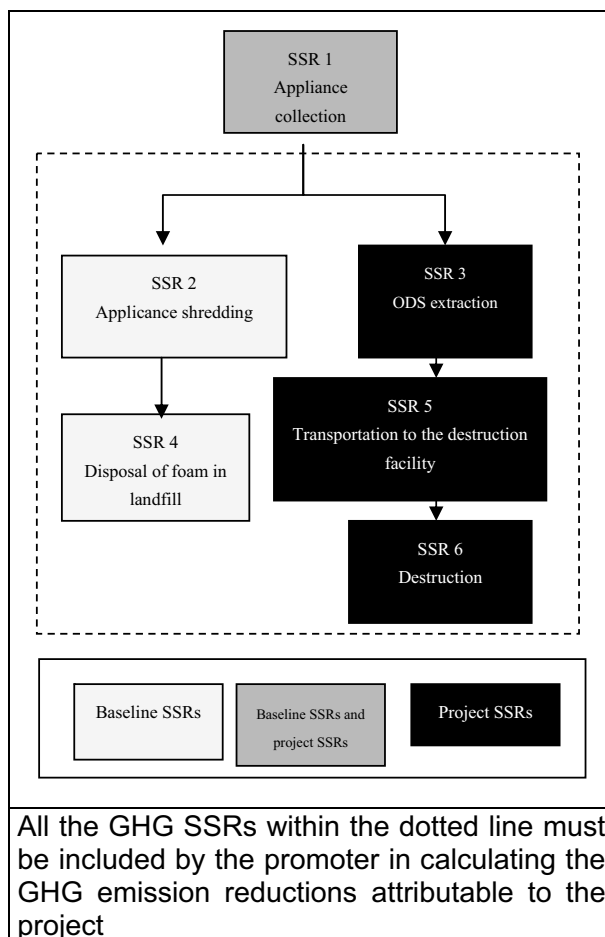 SSR 1
Appliance
collection
SSR 2
Applicance shredding
SSR 3
ODS extraction
SSR 4
Disposal of foam in
landfill
SSR 5
Transportation to the destruction
facility
SSR 6
Destruction
Baseline SSRs
Baseline SSRs and
project SSRs
Project SSRs
All the GHG SSRs within the dotted line must
be included by the promoter in calculating the
GHG emission reductions attributable to the
project